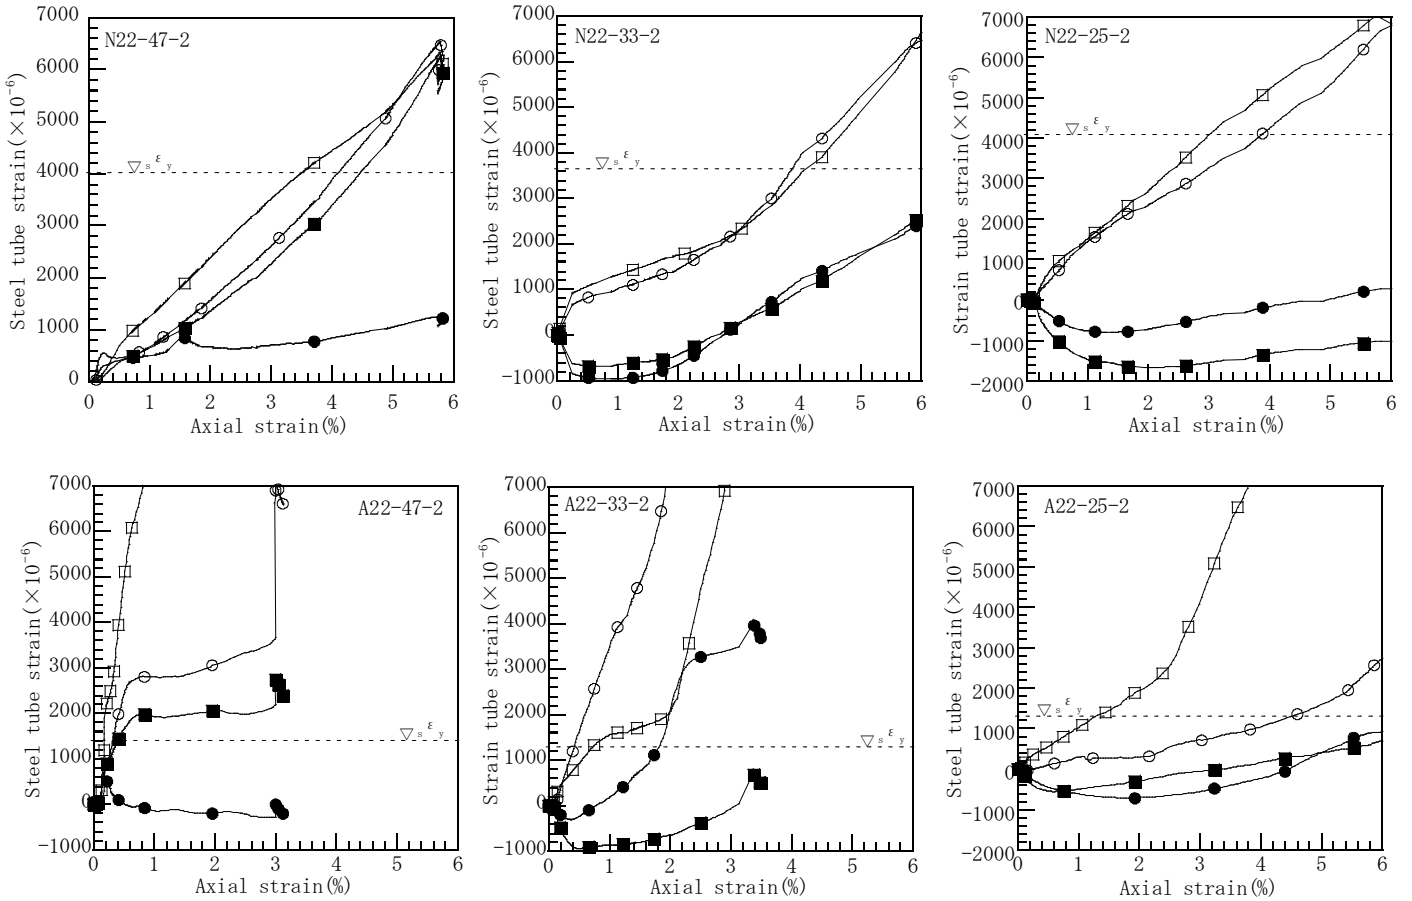 7000
6000
5000
4000
3000
2000
1000
0
Steel tube strain(×10⁻⁶)
N22-47-2
▽ sεy
0 1 2 3 4 5 6
Axial strain(%)
7000
6000
5000
4000
3000
2000
1000
0
-1000
Steel tube strain(×10⁻⁶)
N22-33-2
▽ sεy
0 1 2 3 4 5 6
Axial strain(%)
7000
6000
5000
4000
3000
2000
1000
0
-1000
-2000
Strain tube strain(×10⁻⁶)
N22-25-2
▽ sεy
0 1 2 3 4 5 6
Axial strain(%)
7000
6000
5000
4000
3000
2000
1000
0
-1000
Steel tube strain(×10⁻⁶)
A22-47-2
▽ sεy
0 1 2 3 4 5 6
Axial strain(%)
7000
6000
5000
4000
3000
2000
1000
0
-1000
Strain tube strain(×10⁻⁶)
A22-33-2
▽ sεy
0 1 2 3 4 5 6
Axial strain(%)
7000
6000
5000
4000
3000
2000
1000
0
-1000
-2000
Steel tube strain(×10⁻⁶)
A22-25-2
▽ sεy
0 1 2 3 4 5 6
Axial strain(%)